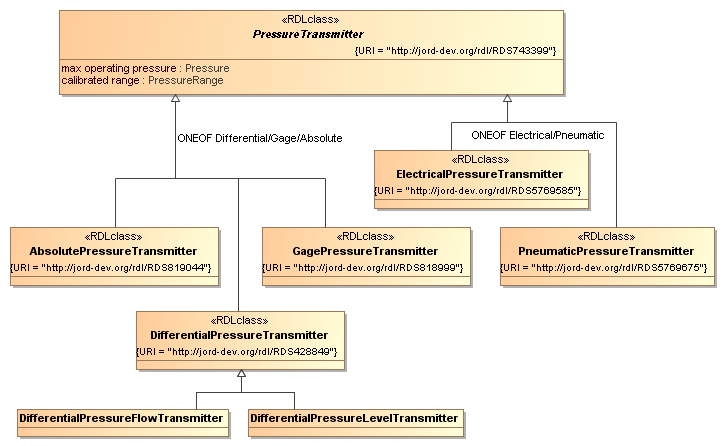 «RDLclass»
PressureTransmitter
{URI = "http://jord-dev.org/rdl/RDS743399"}
max operating pressure : Pressure
calibrated range : PressureRange
ONEOF Differential/Gage/Absolute
ONEOF Electrical/Pneumatic
«RDLclass»
ElectricalPressureTransmitter
{URI = "http://jord-dev.org/rdl/RDS5769585"}
«RDLclass»
AbsolutePressureTransmitter
{URI = "http://jord-dev.org/rdl/RDS819044"}
«RDLclass»
GagePressureTransmitter
{URI = "http://jord-dev.org/rdl/RDS818999"}
«RDLclass»
PneumaticPressureTransmitter
{URI = "http://jord-dev.org/rdl/RDS5769675"}
«RDLclass»
DifferentialPressureTransmitter
{URI = "http://jord-dev.org/rdl/RDS428849"}
DifferentialPressureFlowTransmitter
DifferentialPressureLevelTransmitter